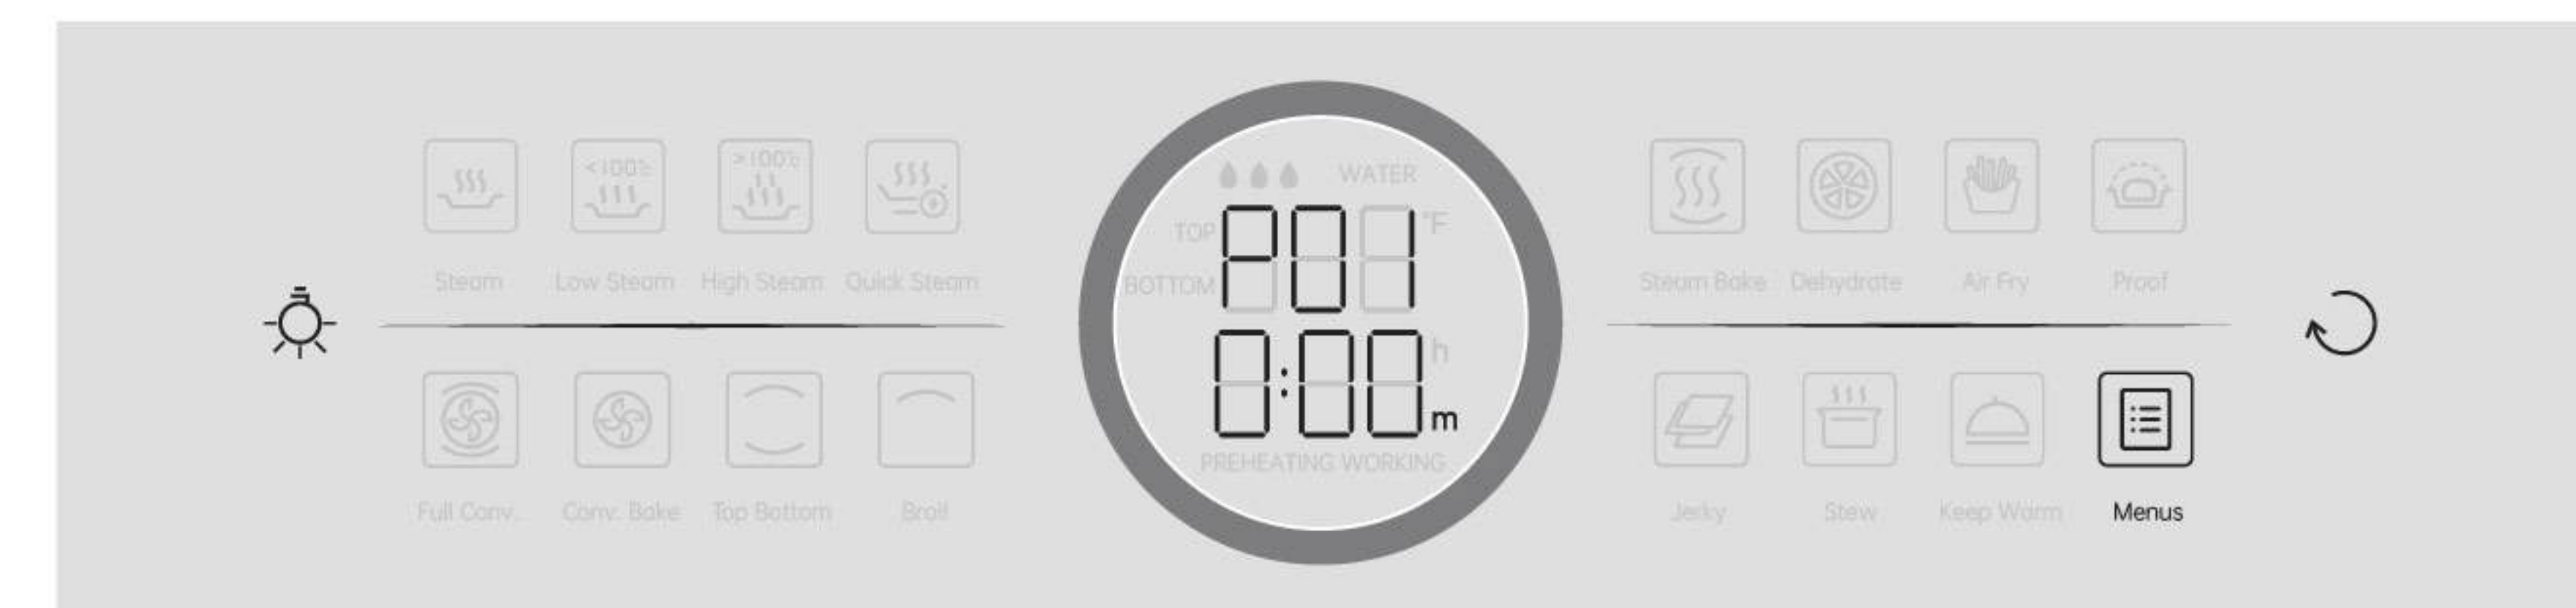 <100℃ >100℃
WATER
TOP P01 °F
BOTTOM
Steam Low Steam High Steam Quick Steam
Steam Bake Dehydrate Air Fry Proof
0:00 h
m
PREHEATING WORKING
Full Conv. Conv. Bake Top Bottom Broil
Jerky Stew Keep Warm Menus